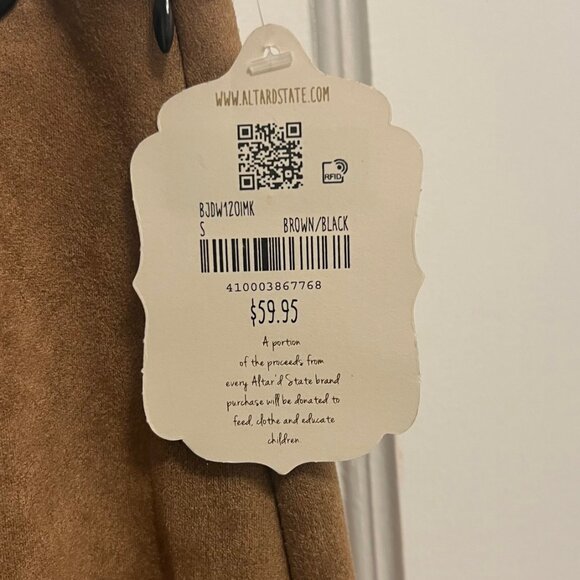 WWW.ALTARDSTATE.COM
RFID
BJDW120IMK
S BROWN/BLACK
410003867768
$59.95
A portion
of the proceeds from
every Altar'd State brand
purchase will be donated to
feed, clothe and educate
children.